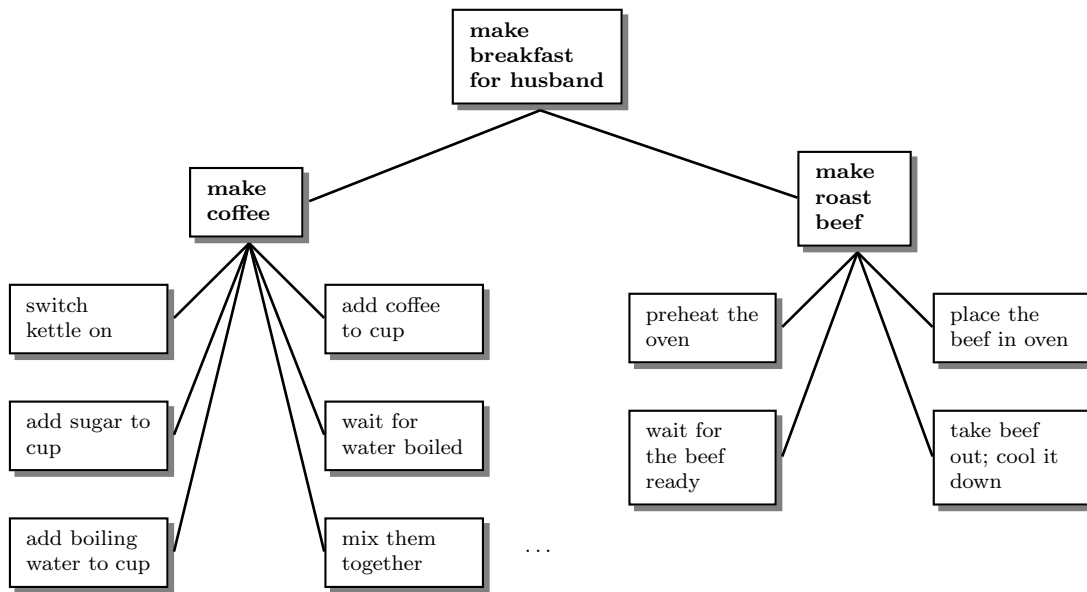 make
breakfast
for husband
make
coffee
make
roast
beef
switch
kettle on
add coffee
to cup
add sugar to
cup
wait for
water boiled
add boiling
water to cup
mix them
together
...
preheat the
oven
place the
beef in oven
wait for
the beef
ready
take beef
out; cool it
down